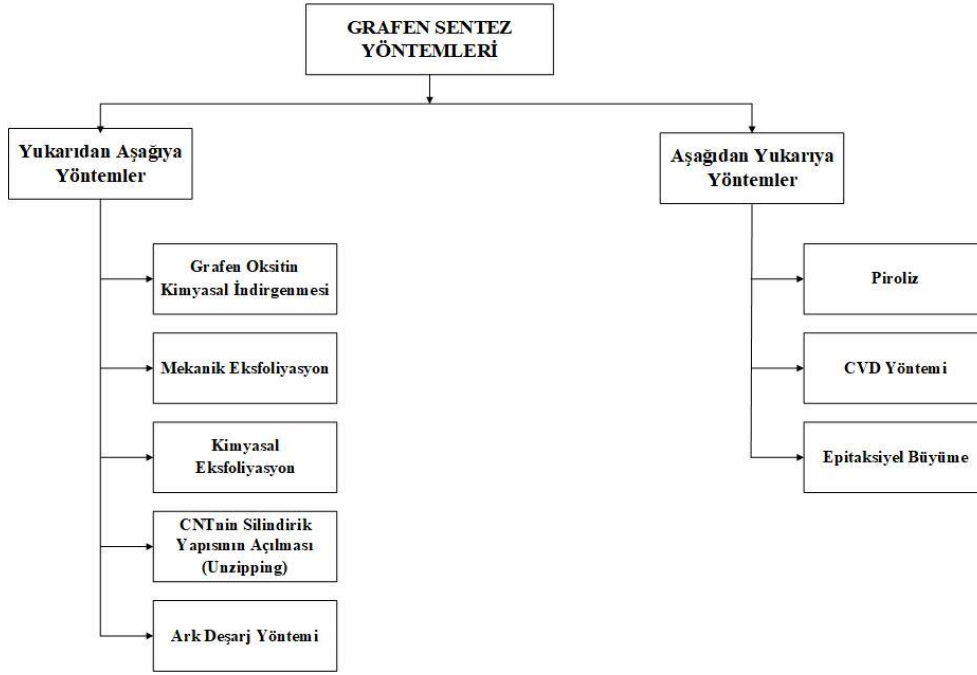 GRAFEN SENTEZ
YÖNTEMLERİ
Yukarıdan Aşağıya
Yöntemler
Aşağıdan Yukarıya
Yöntemler
Grafen Oksitin
Kimyasal İndirgenmesi
Mekanik Eksfoliyasyon
Kimyasal
Eksfoliyasyon
CNTnin Silindirik
Yapısının Açılması
(Unzipping)
Ark Deşarj Yöntemi
Piroliz
CVD Yöntemi
Epitaksiyel Büyüme